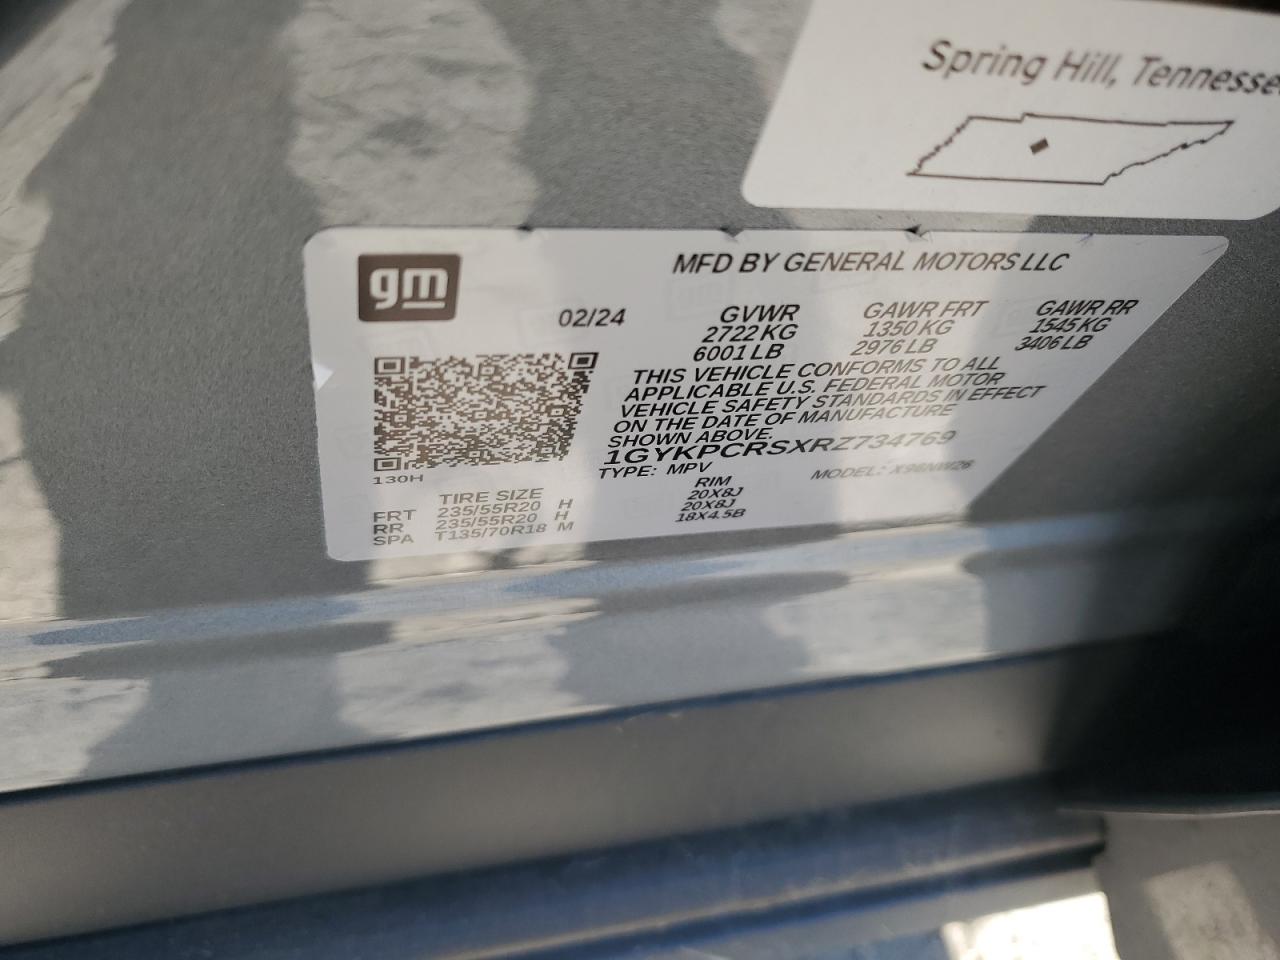 Spring Hill, Tennessee
gm
MFD BY GENERAL MOTORS LLC
02/24
GVWR GAWR FRT GAWR RR
2722 KG 1350 KG 1545 KG
6001 LB 2976 LB 3406 LB
THIS VEHICLE CONFORMS TO ALL
APPLICABLE U.S. FEDERAL MOTOR
VEHICLE SAFETY STANDARDS IN EFFECT
ON THE DATE OF MANUFACTURE
SHOWN ABOVE.
1GYKPCRSXRZ734769
TYPE: MPV MODEL:
130H
TIRE SIZE RIM
FRT 235/55R20 H 20X8J
RR 235/55R20 H 20X8J
SPA T135/70R18 M 18X4.5B